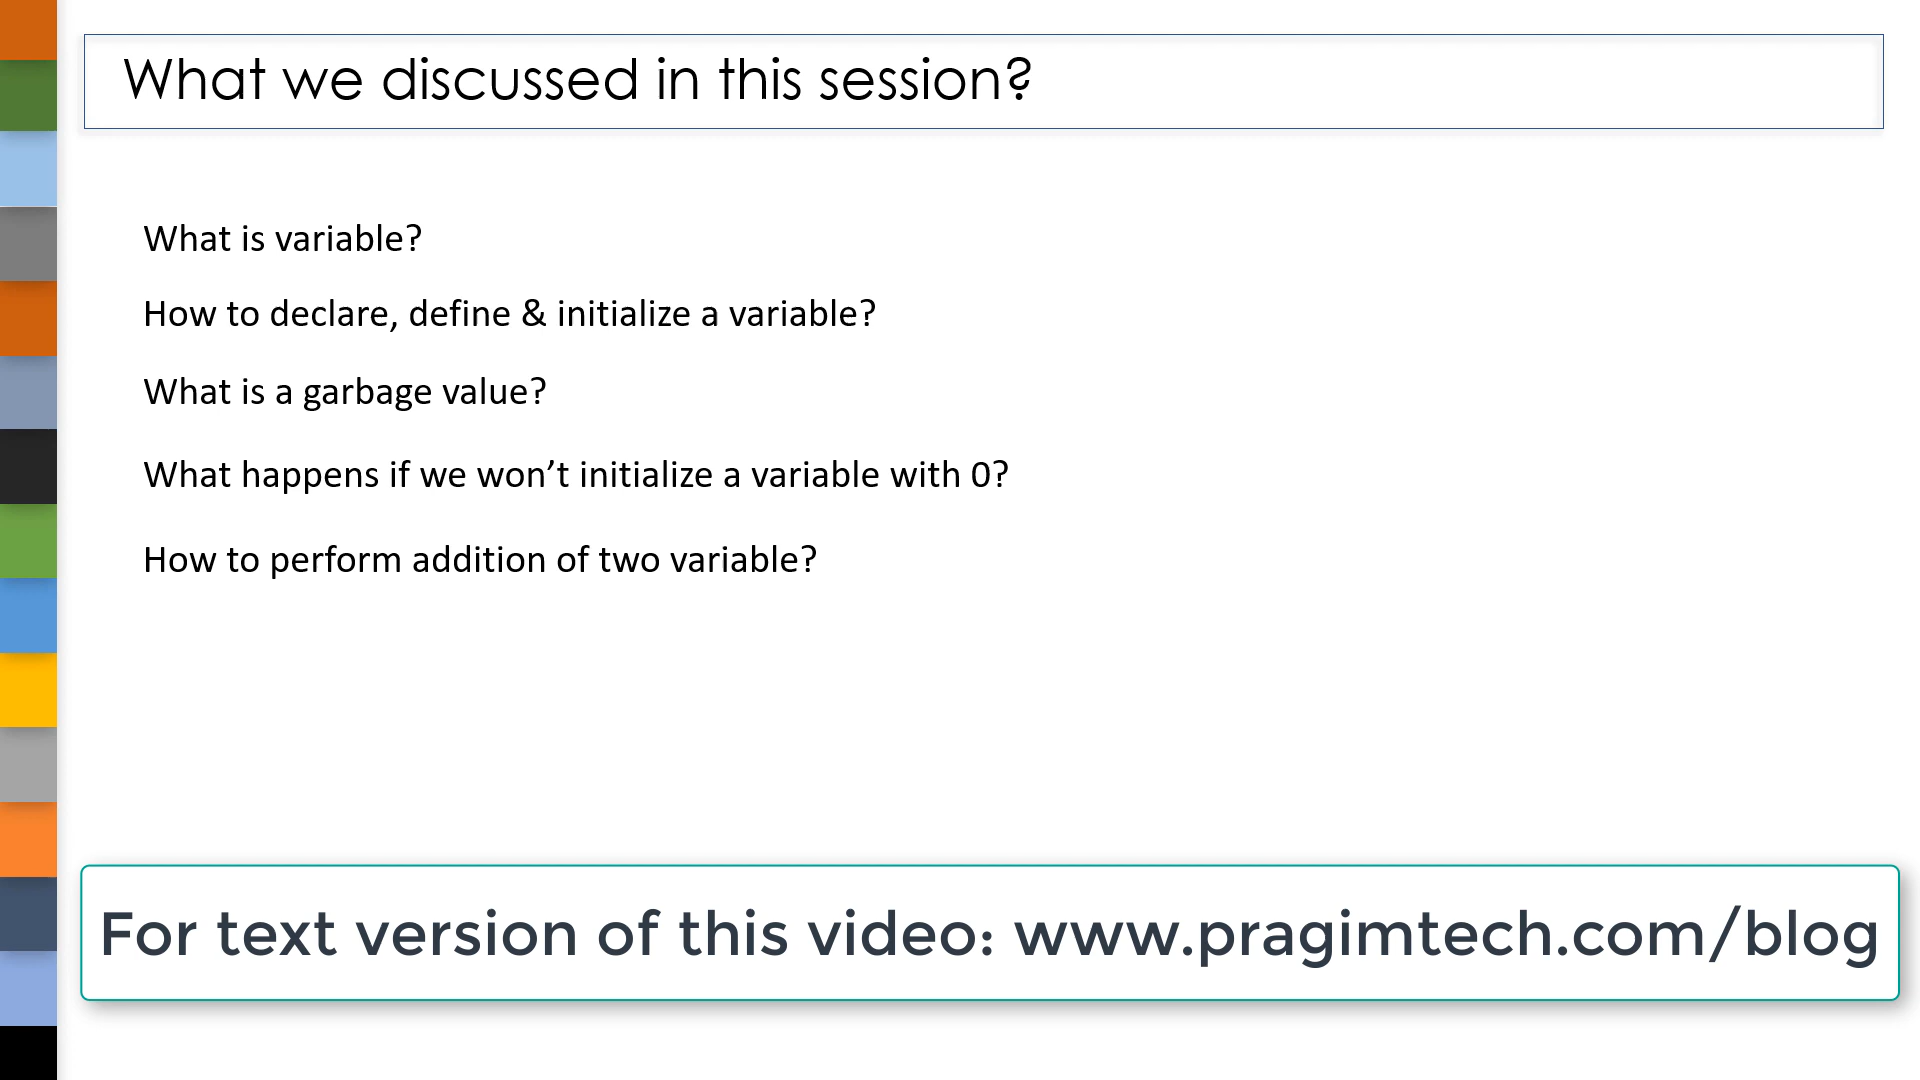 What we discussed in this session?
What is variable?
How to declare, define & initialize a variable?
What is a garbage value?
What happens if we won’t initialize a variable with 0?
How to perform addition of two variable?
For text version of this video: www.pragimtech.com/blog